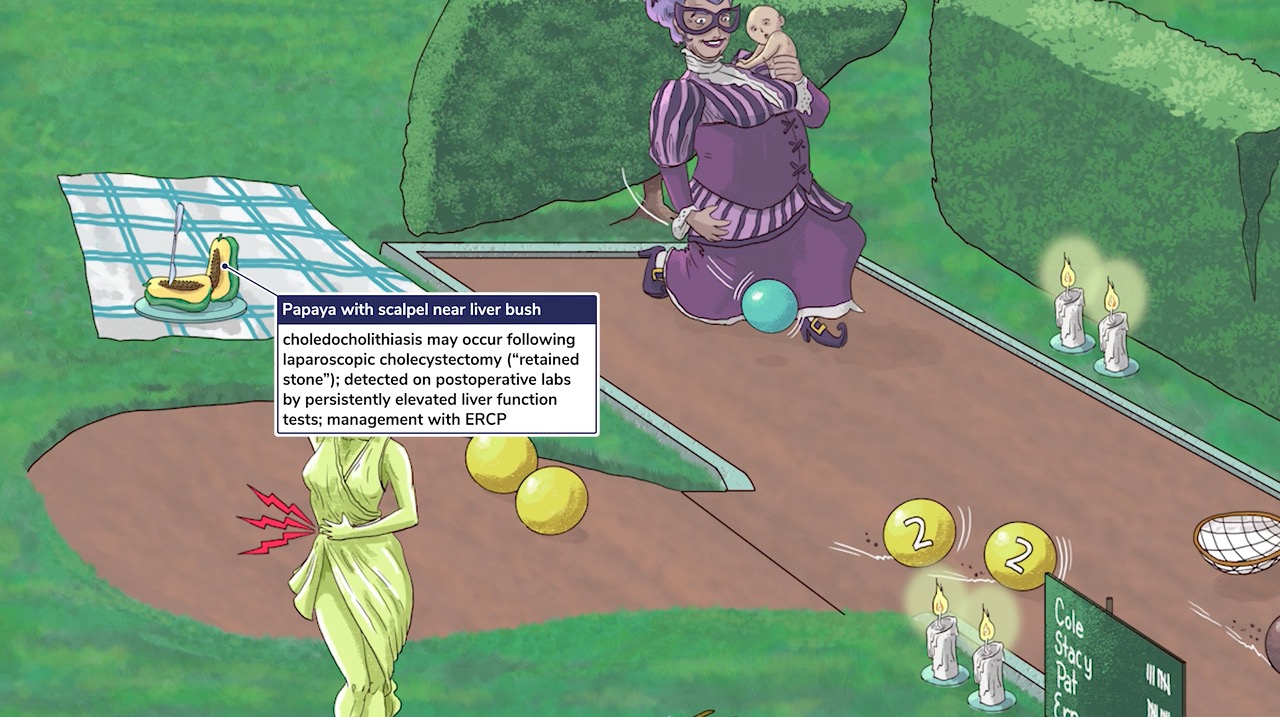 Papaya with scalpel near liver bush
choledocholithiasis may occur following
laparoscopic cholecystectomy (“retained
stone”); detected on postoperative labs
by persistently elevated liver function
tests; management with ERCP
2
2
Cole
Stacy
Pat